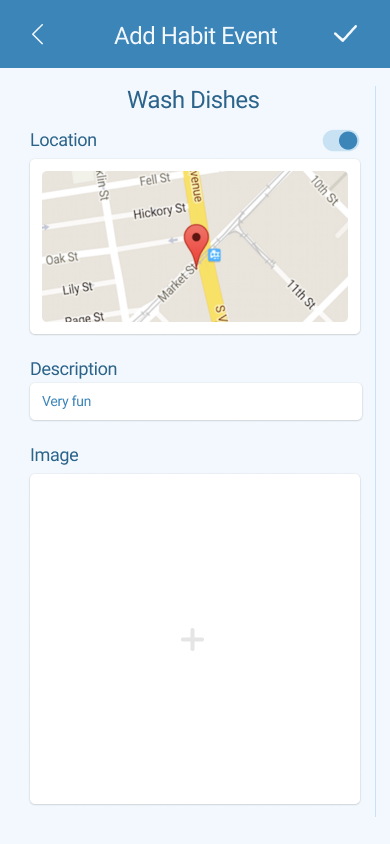 Add Habit Event
Wash Dishes
Location
klin St
Fell St
venue
10th St
Hickory St
Oak St
Market St
Lily St
11th St
Page St
S V
Description
Very fun
Image